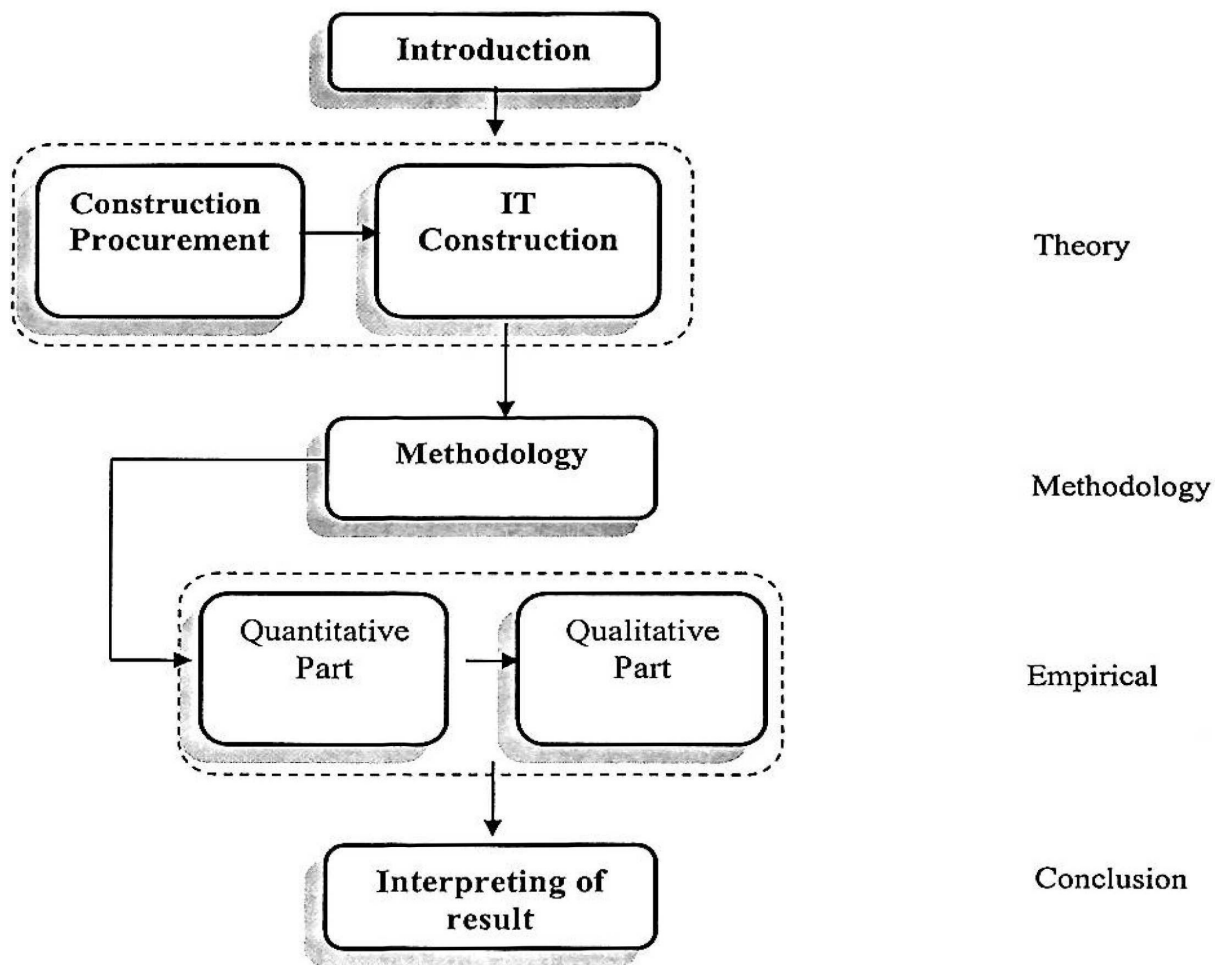 Introduction
Construction
Procurement
IT
Construction
Theory
Methodology
Methodology
Quantitative
Part
Qualitative
Part
Empirical
Interpreting of
result
Conclusion